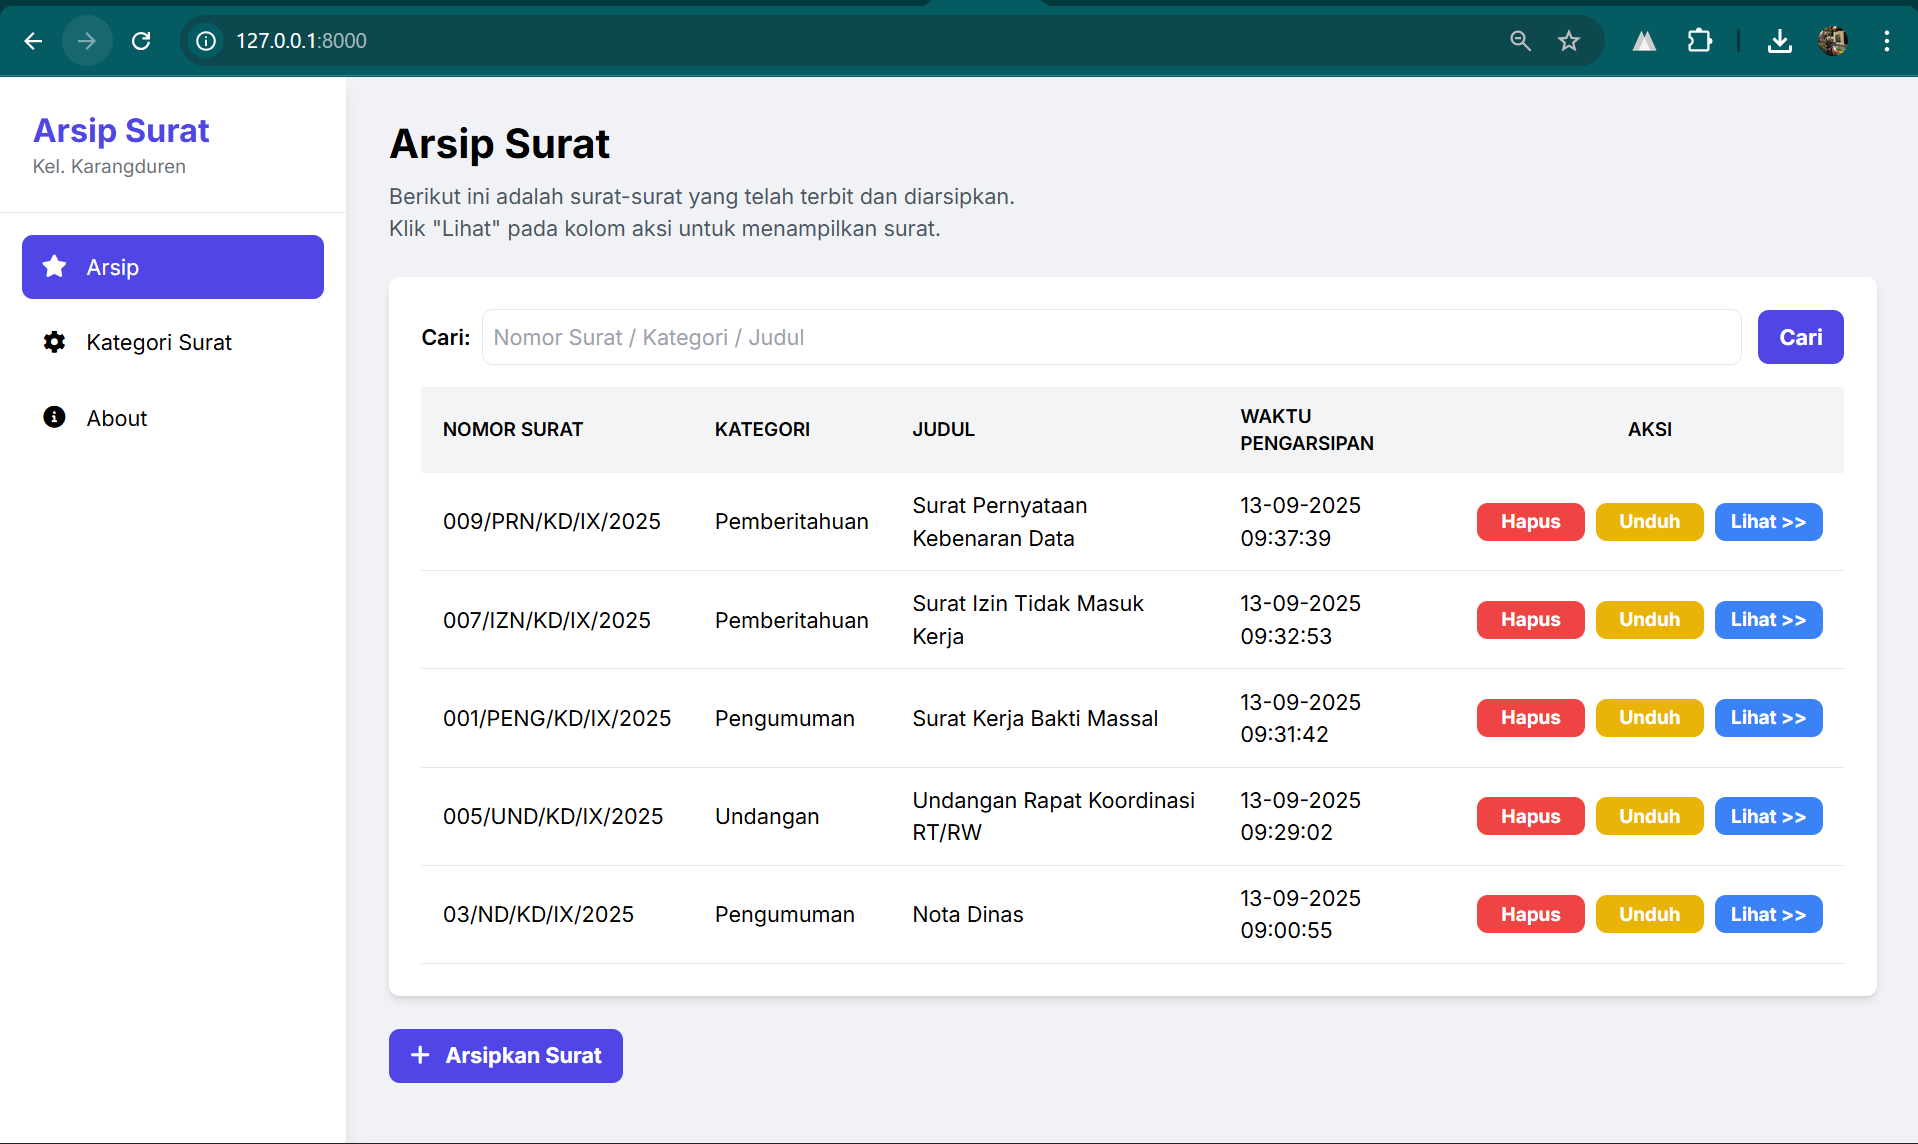 127.0.0.1:8000
Arsip Surat
Kel. Karangduren
Arsip
Kategori Surat
About
Arsip Surat
Berikut ini adalah surat-surat yang telah terbit dan diarsipkan.
Klik "Lihat" pada kolom aksi untuk menampilkan surat.
Cari: Nomor Surat / Kategori / Judul Cari
NOMOR SURAT KATEGORI JUDUL WAKTU PENGARSIPAN AKSI
009/PRN/KD/IX/2025 Pemberitahuan Surat Pernyataan Kebenaran Data 13-09-2025 09:37:39 Hapus Unduh Lihat >>
007/IZN/KD/IX/2025 Pemberitahuan Surat Izin Tidak Masuk Kerja 13-09-2025 09:32:53 Hapus Unduh Lihat >>
001/PENG/KD/IX/2025 Pengumuman Surat Kerja Bakti Massal 13-09-2025 09:31:42 Hapus Unduh Lihat >>
005/UND/KD/IX/2025 Undangan Undangan Rapat Koordinasi RT/RW 13-09-2025 09:29:02 Hapus Unduh Lihat >>
03/ND/KD/IX/2025 Pengumuman Nota Dinas 13-09-2025 09:00:55 Hapus Unduh Lihat >>
+ Arsipkan Surat